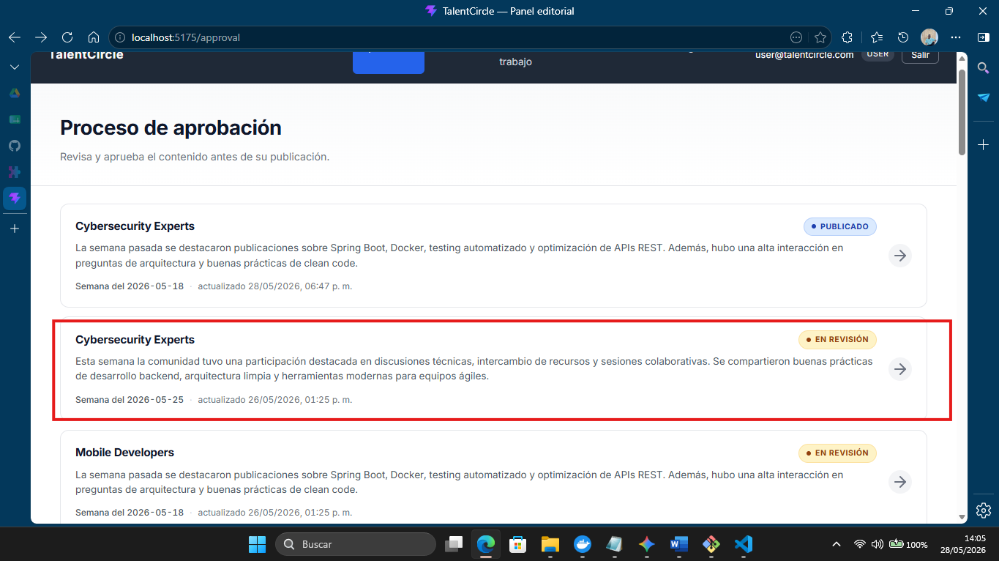 TalentCircle — Panel editorial
localhost:5175/approval
TalentCircle
trabajo
user@talentcircle.com
USER
Salir
Proceso de aprobación
Revisa y aprueba el contenido antes de su publicación.
Cybersecurity Experts
PUBLICADO
La semana pasada se destacaron publicaciones sobre Spring Boot, Docker, testing automatizado y optimización de APIs REST. Además, hubo una alta interacción en
preguntas de arquitectura y buenas prácticas de clean code.
Semana del 2026-05-18 · actualizado 28/05/2026, 06:47 p. m.
Cybersecurity Experts
EN REVISIÓN
Esta semana la comunidad tuvo una participación destacada en discusiones técnicas, intercambio de recursos y sesiones colaborativas. Se compartieron buenas prácticas
de desarrollo backend, arquitectura limpia y herramientas modernas para equipos ágiles.
Semana del 2026-05-25 · actualizado 26/05/2026, 01:25 p. m.
Mobile Developers
EN REVISIÓN
La semana pasada se destacaron publicaciones sobre Spring Boot, Docker, testing automatizado y optimización de APIs REST. Además, hubo una alta interacción en
preguntas de arquitectura y buenas prácticas de clean code.
Semana del 2026-05-18 · actualizado 26/05/2026, 01:25 p. m.
Buscar
100%
14:05
28/05/2026